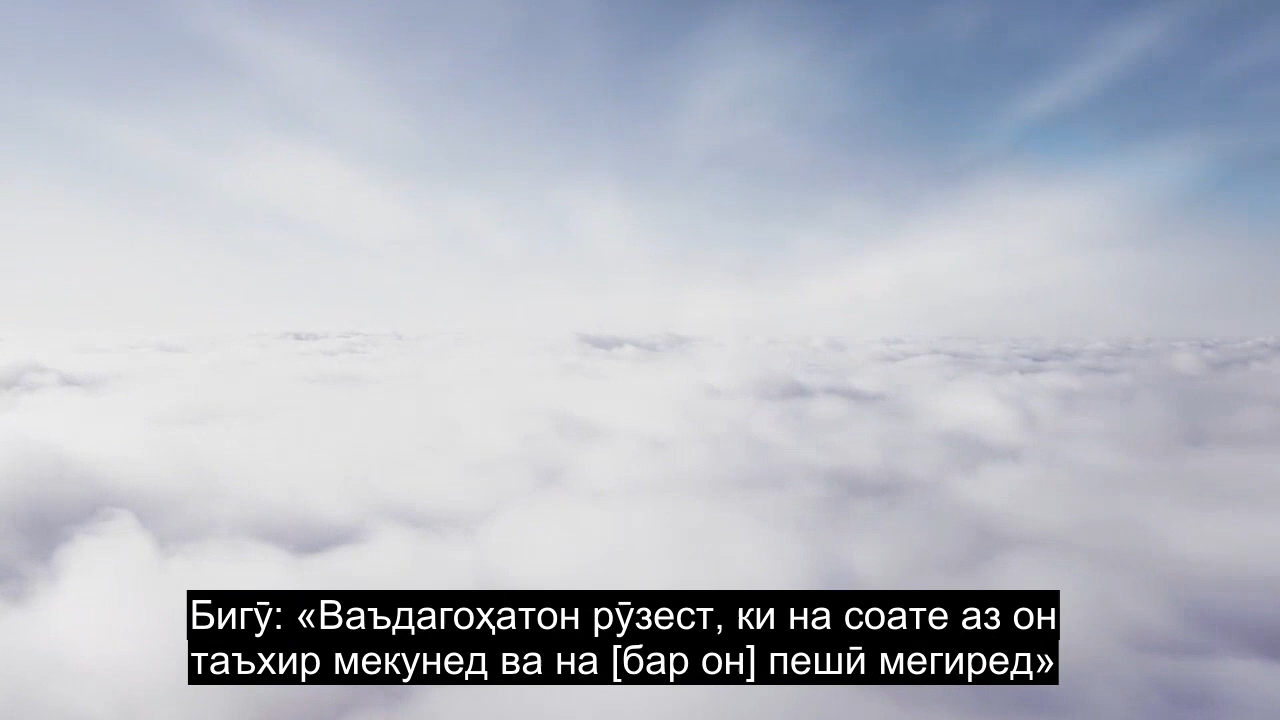 Бигӯ: «Ваъдагоҳатон рӯзест, ки на соате аз он
таъхир мекунед ва на [бар он] пешӣ мегиред»